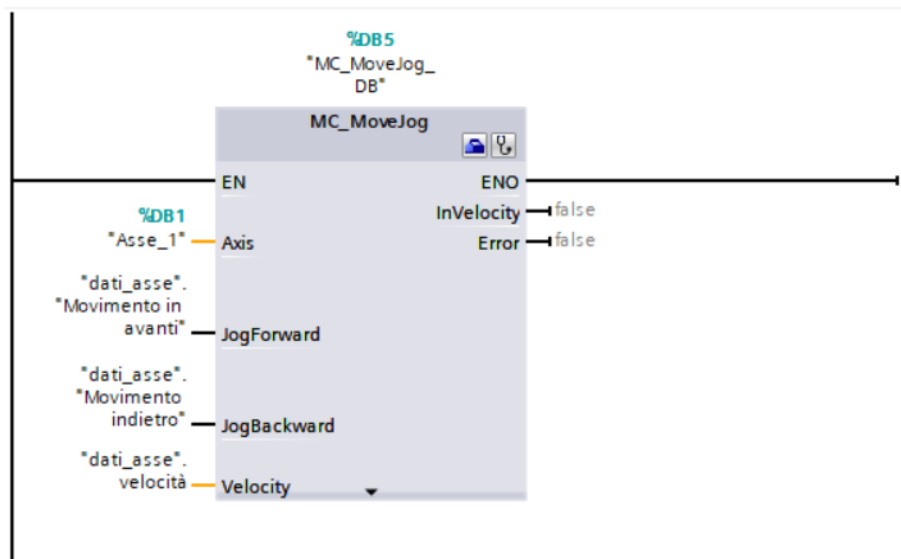 %DB5
"MC_MoveJog_
DB"
MC_MoveJog
EN
ENO
InVelocity
false
%DB1
"Asse_1"
Axis
Error
false
"dati_asse".
"Movimento in
avanti"
JogForward
"dati_asse".
"Movimento
indietro"
JogBackward
"dati_asse".
velocità
Velocity